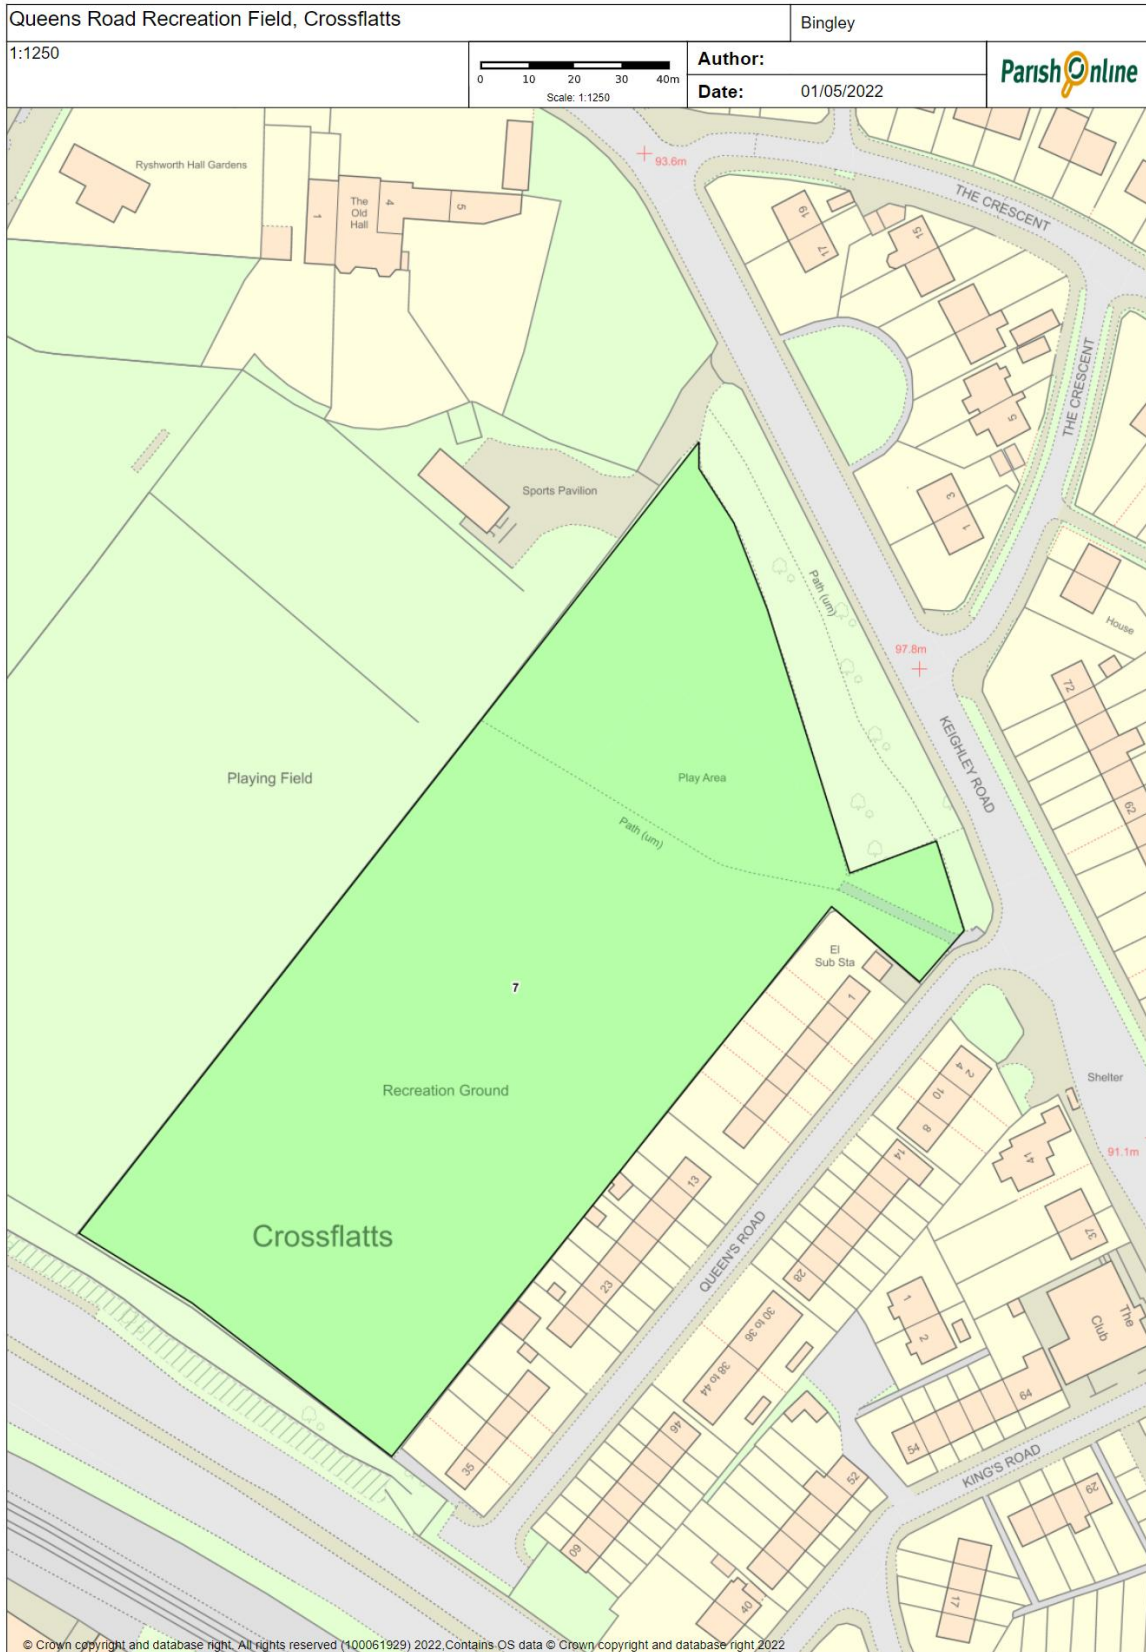 Queens Road Recreation Field, Crossflatts
Bingley
1:1250
0 10 20 30 40m
Scale: 1:1250
Author:
Date: 01/05/2022
Parish Online
Ryshworth Hall Gardens
93.6m
THE CRESCENT
1
The
Old
Hall
4
5
19
17
15
THE CRESCENT
5
3
1
Sports Pavilion
Path (um)
House
97.8m
72
KEIGHLEY ROAD
62
Playing Field
Play Area
Path (um)
El
Sub Sta
7
1
Recreation Ground
2
4
10
8
Shelter
14
41
91.1m
13
37
QUEEN'S ROAD
Crossflatts
23
28
1
2
The
Club
30 to 36
38 to 44
64
54
46
35
52
KING'S ROAD
29
60
40
17
© Crown copyright and database right. All rights reserved (100061929) 2022,Contains OS data © Crown copyright and database right 2022